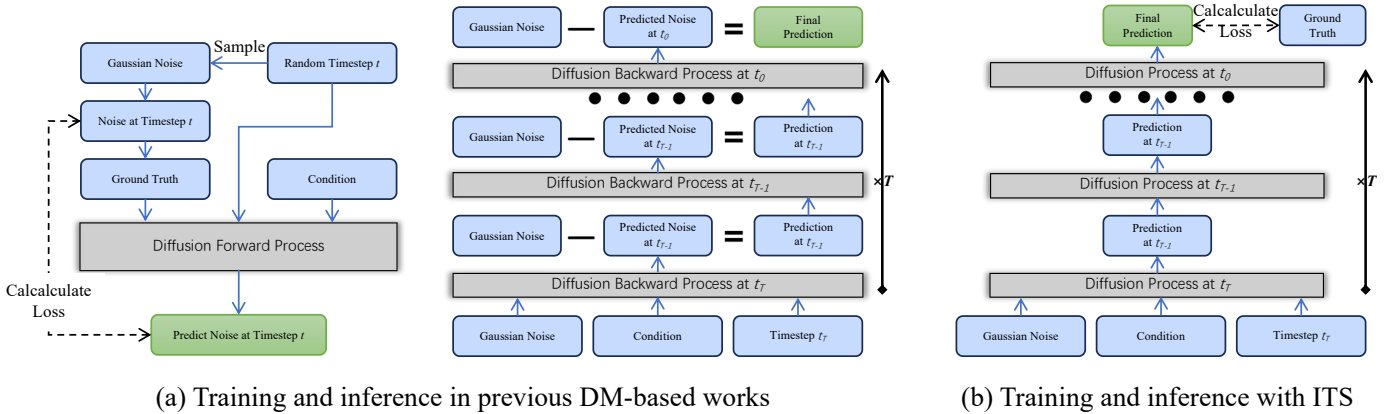 Sample
Gaussian Noise
Random Timestep t
Noise at Timestep t
Ground Truth
Condition
Diffusion Forward Process
Calcalculate
Loss
Predict Noise at Timestep t
Gaussian Noise
Predicted Noise
at t0
Final
Prediction
Diffusion Backward Process at t0
Gaussian Noise
Predicted Noise
at tT-1
Prediction
at tT-1
Diffusion Backward Process at tT-1
×T
Gaussian Noise
Predicted Noise
at tT-1
Prediction
at tT-1
Diffusion Backward Process at tT
Gaussian Noise
Condition
Timestep tT
(a) Training and inference in previous DM-based works
Final
Prediction
Calcalculate
Loss
Ground
Truth
Diffusion Process at t0
Prediction
at tT-1
Diffusion Process at tT-1
×T
Prediction
at tT-1
Diffusion Process at tT
Gaussian Noise
Condition
Timestep tT
(b) Training and inference with ITS